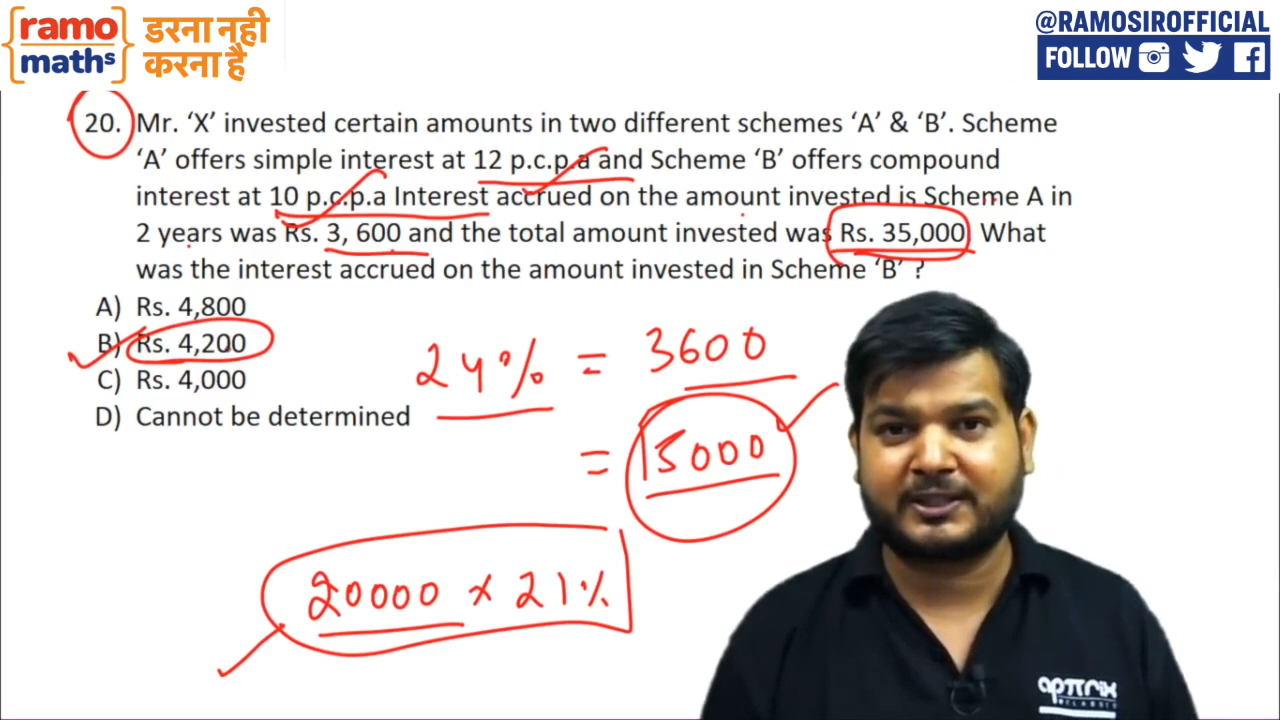 ramo
maths
डरना नही
करना है
@RAMOSIROFFICIAL
FOLLOW
20. Mr. ‘X’ invested certain amounts in two different schemes ‘A’ & ‘B’. Scheme
‘A’ offers simple interest at 12 p.c.p.a and Scheme ‘B’ offers compound
interest at 10 p.c.p.a Interest accrued on the amount invested is Scheme A in
2 years was Rs. 3, 600 and the total amount invested was Rs. 35,000. What
was the interest accrued on the amount invested in Scheme ‘B’ ?
A) Rs. 4,800
B) Rs. 4,200
C) Rs. 4,000
D) Cannot be determined
24% = 3600
= 15000
20000 x 21%
apttrix
CLASSES